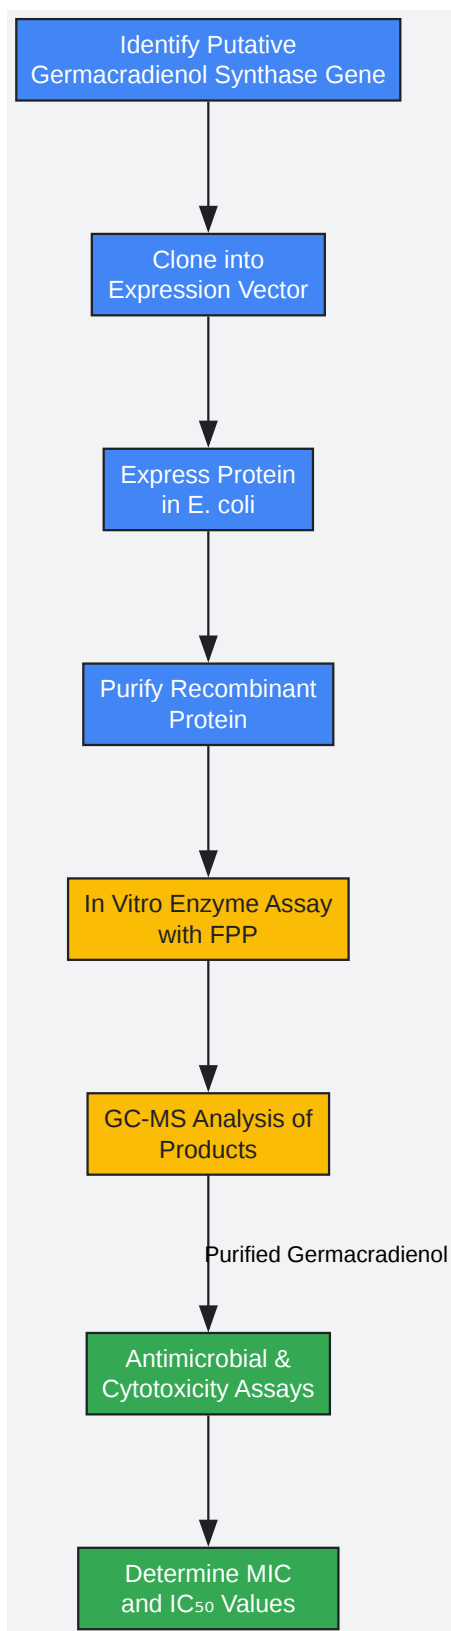 Identify Putative
Germacradienol Synthase Gene
Clone into
Expression Vector
Express Protein
in E. coli
Purify Recombinant
Protein
In Vitro Enzyme Assay
with FPP
GC-MS Analysis of
Products
Purified Germacradienol
Antimicrobial &
Cytotoxicity Assays
Determine MIC
and IC₅₀ Values